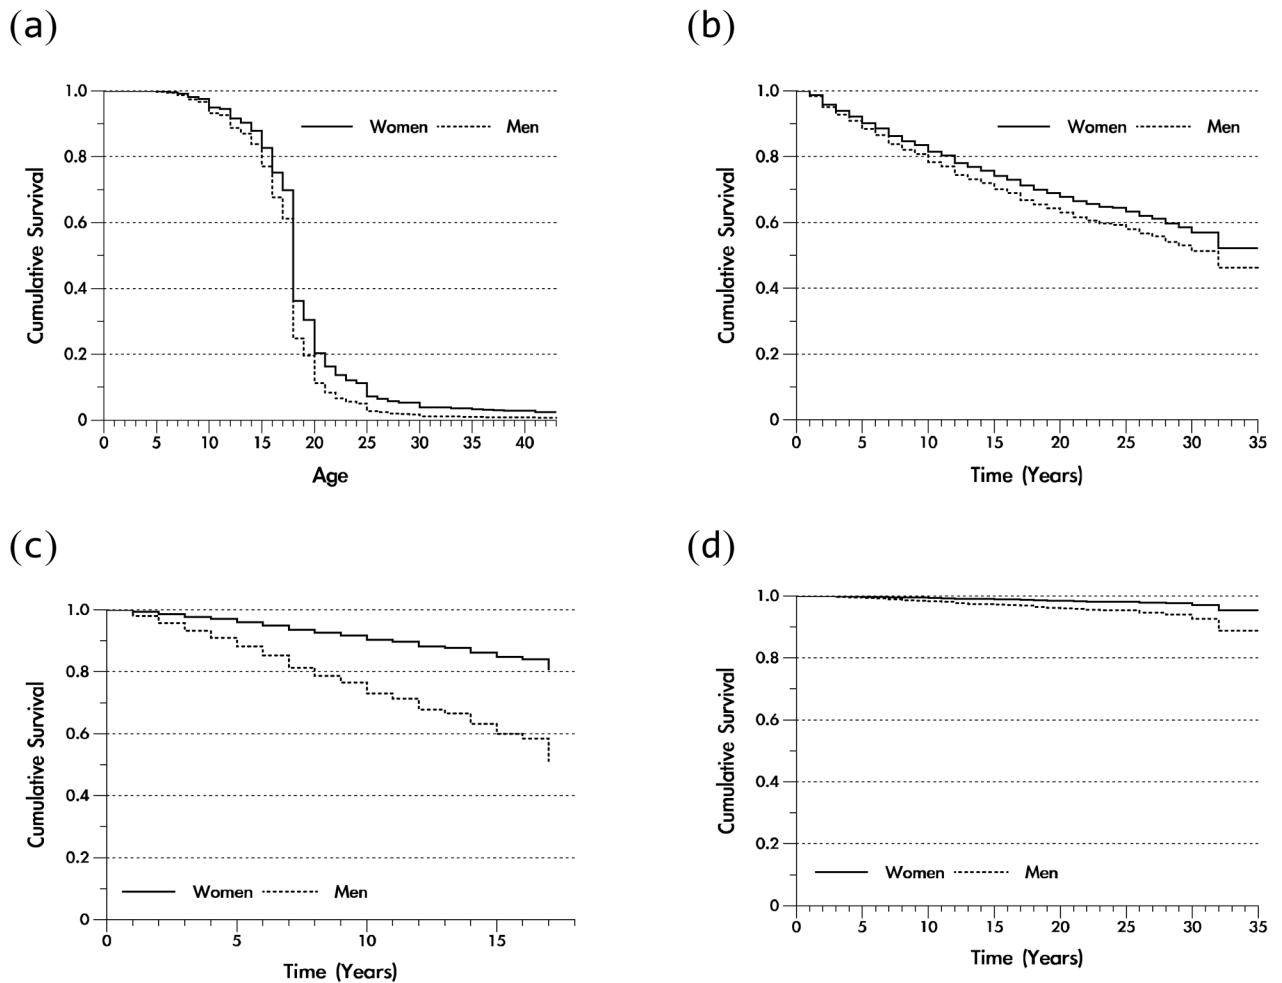 (a)
1.0
0.8
0.6
0.4
0.2
0
Cumulative Survival
Women Men
0 5 10 15 20 25 30 35 40
Age
(b)
1.0
0.8
0.6
0.4
0.2
0
Cumulative Survival
Women Men
0 5 10 15 20 25 30 35
Time (Years)
(c)
1.0
0.8
0.6
0.4
0.2
0
Cumulative Survival
Women Men
0 5 10 15
Time (Years)
(d)
1.0
0.8
0.6
0.4
0.2
0
Cumulative Survival
Women Men
0 5 10 15 20 25 30 35
Time (Years)